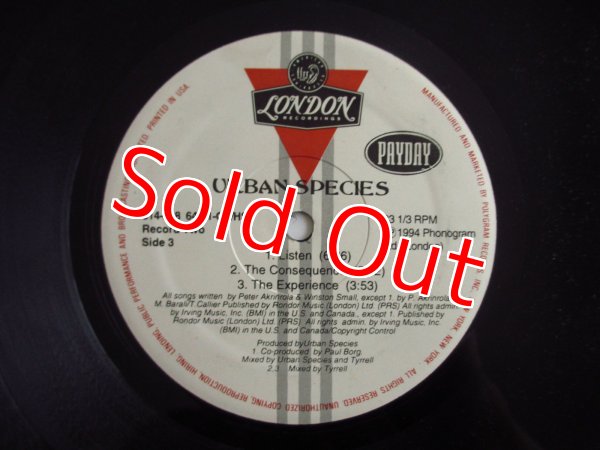 LONDON
RECORDINGS
PAYDAY
URBAN SPECIES
Sold Out
1/3 RPM
Record Two
1994 Phonogram
Side 3
(London)
1. Listen
2. The Consequence
3. The Experience (3:53)
All songs written by Peter Akinrinola & Winston Small, except 1. by P. Akinrinola
M. Barali/T Callier Published by Rondor Music (London) Ltd. (PRS) All rights admin.
by Irving Music, Inc. (BMI) in the U.S. and Canada., except 1. Published by
Rondor Music (London) Ltd. (PRS) All rights admin. by Irving Music, Inc.
(BMI) in the U.S. and Canada/Copyright Control
Produced by Urban Species
1. Co-produced by Paul Borg.
Mixed by Urban Species and Tyrrell
2.3 Mixed by Tyrrell
MANUFACTURED AND MARKETED BY POLYGRAM RECORDS, INC. NEW YORK, NEW YORK. ALL RIGHTS RESERVED. UNAUTHORIZED COPYING, REPRODUCTION, HIRING, LENDING, PUBLIC PERFORMANCE AND BROADCASTING PRINTED IN USA.